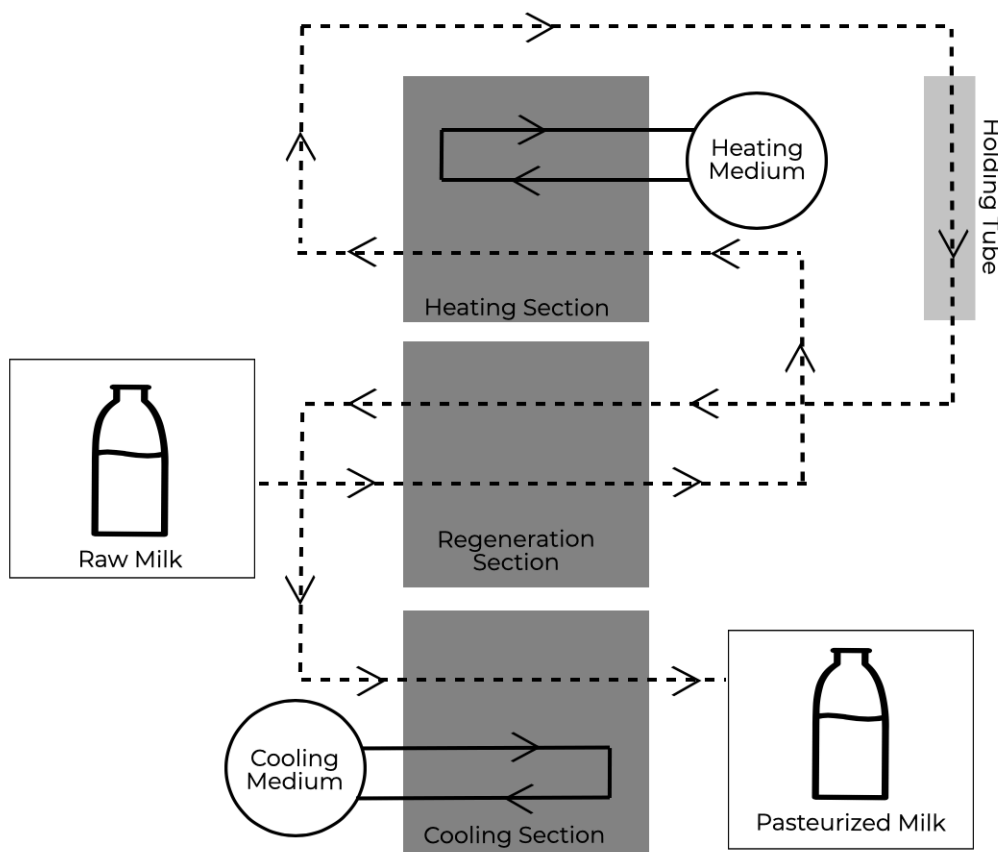 Heating
Medium
Holding Tube
Heating Section
Raw Milk
Regeneration
Section
Cooling
Medium
Cooling Section
Pasteurized Milk